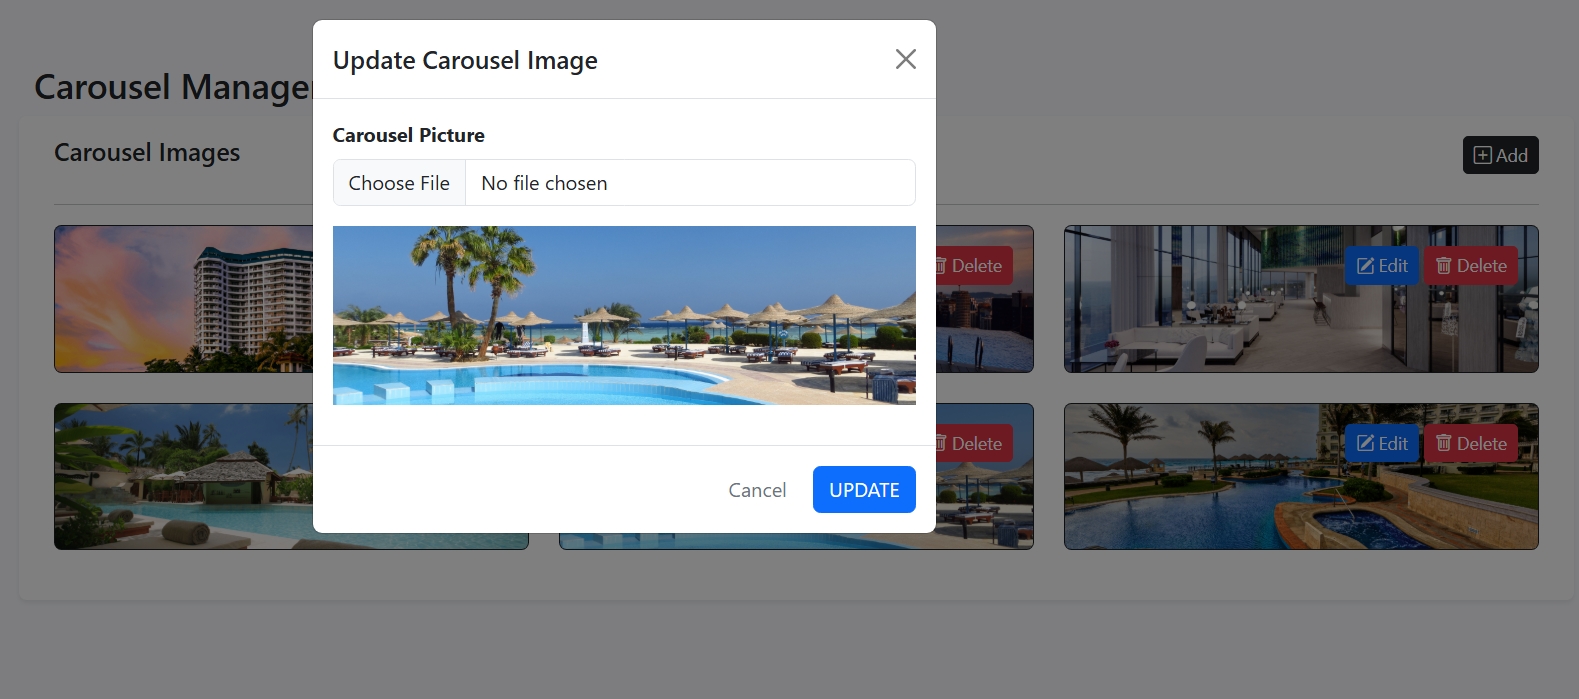 Update Carousel Image
Carousel Manage
Carousel Picture
Carousel Images
Add
Choose File No file chosen
Delete
Edit Delete
Delete
Edit Delete
Cancel UPDATE